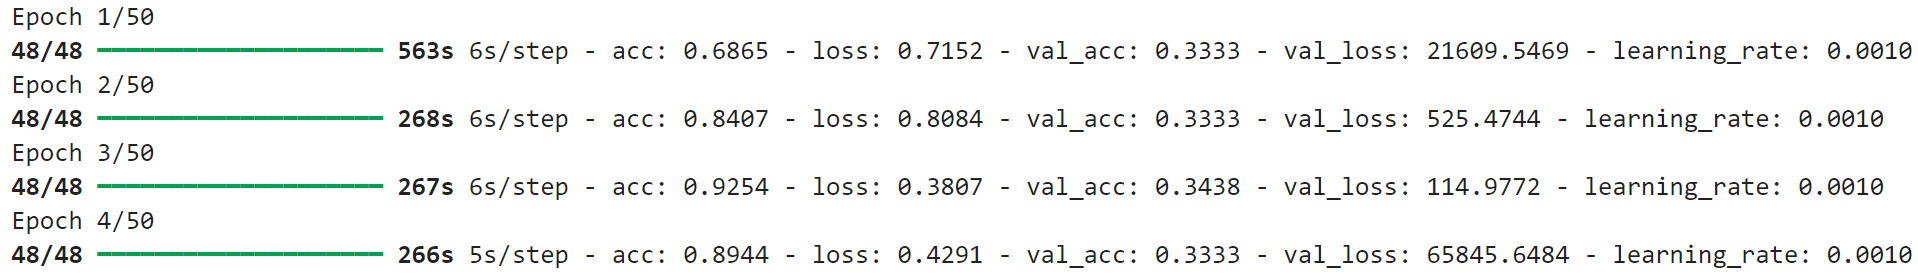 Epoch 1/50
48/48 ━━━━━━━━━━━━━━━━━━━━ 563s 6s/step - acc: 0.6865 - loss: 0.7152 - val_acc: 0.3333 - val_loss: 21609.5469 - learning_rate: 0.0010
Epoch 2/50
48/48 ━━━━━━━━━━━━━━━━━━━━ 268s 6s/step - acc: 0.8407 - loss: 0.8084 - val_acc: 0.3333 - val_loss: 525.4744 - learning_rate: 0.0010
Epoch 3/50
48/48 ━━━━━━━━━━━━━━━━━━━━ 267s 6s/step - acc: 0.9254 - loss: 0.3807 - val_acc: 0.3438 - val_loss: 114.9772 - learning_rate: 0.0010
Epoch 4/50
48/48 ━━━━━━━━━━━━━━━━━━━━ 266s 5s/step - acc: 0.8944 - loss: 0.4291 - val_acc: 0.3333 - val_loss: 65845.6484 - learning_rate: 0.0010